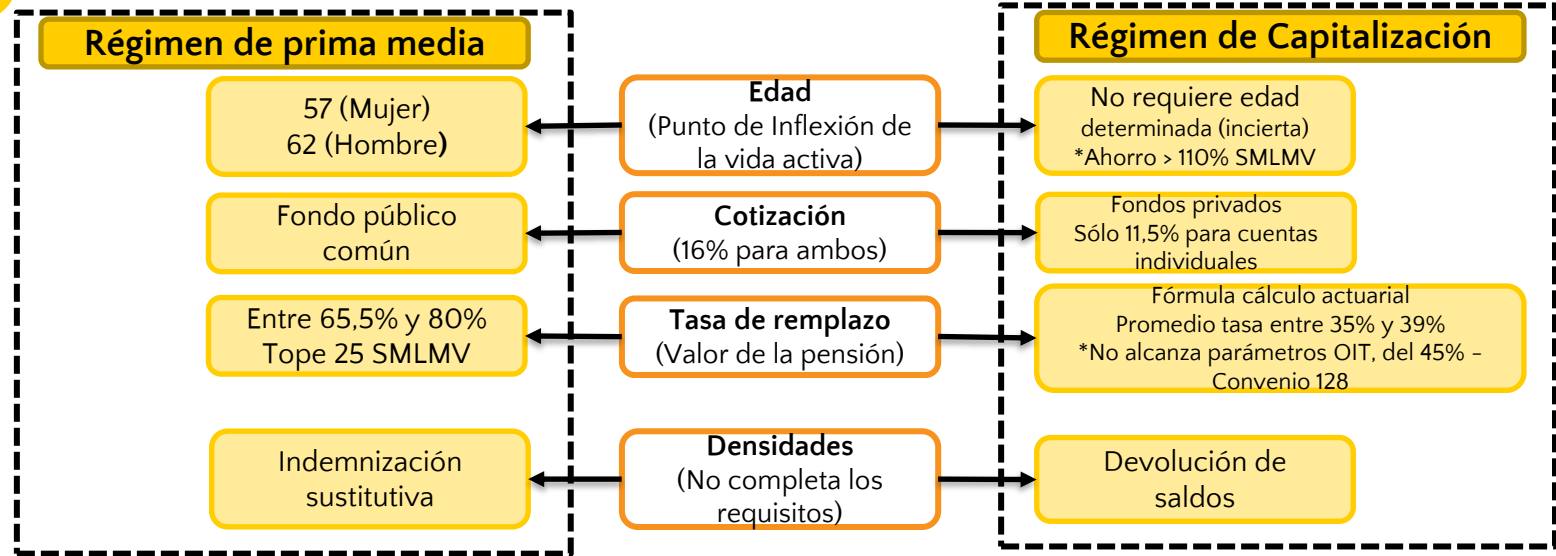 Régimen de prima media
Régimen de Capitalización
57 (Mujer)
62 (Hombre)
Edad
(Punto de Inflexión de
la vida activa)
No requiere edad
determinada (incierta)
*Ahorro > 110% SMLMV
Fondo público
común
Cotización
(16% para ambos)
Fondos privados
Sólo 11,5% para cuentas
individuales
Entre 65,5% y 80%
Tope 25 SMLMV
Tasa de remplazo
(Valor de la pensión)
Fórmula cálculo actuarial
Promedio tasa entre 35% y 39%
*No alcanza parámetros OIT, del 45% –
Convenio 128
Indemnización
sustitutiva
Densidades
(No completa los
requisitos)
Devolución de
saldos